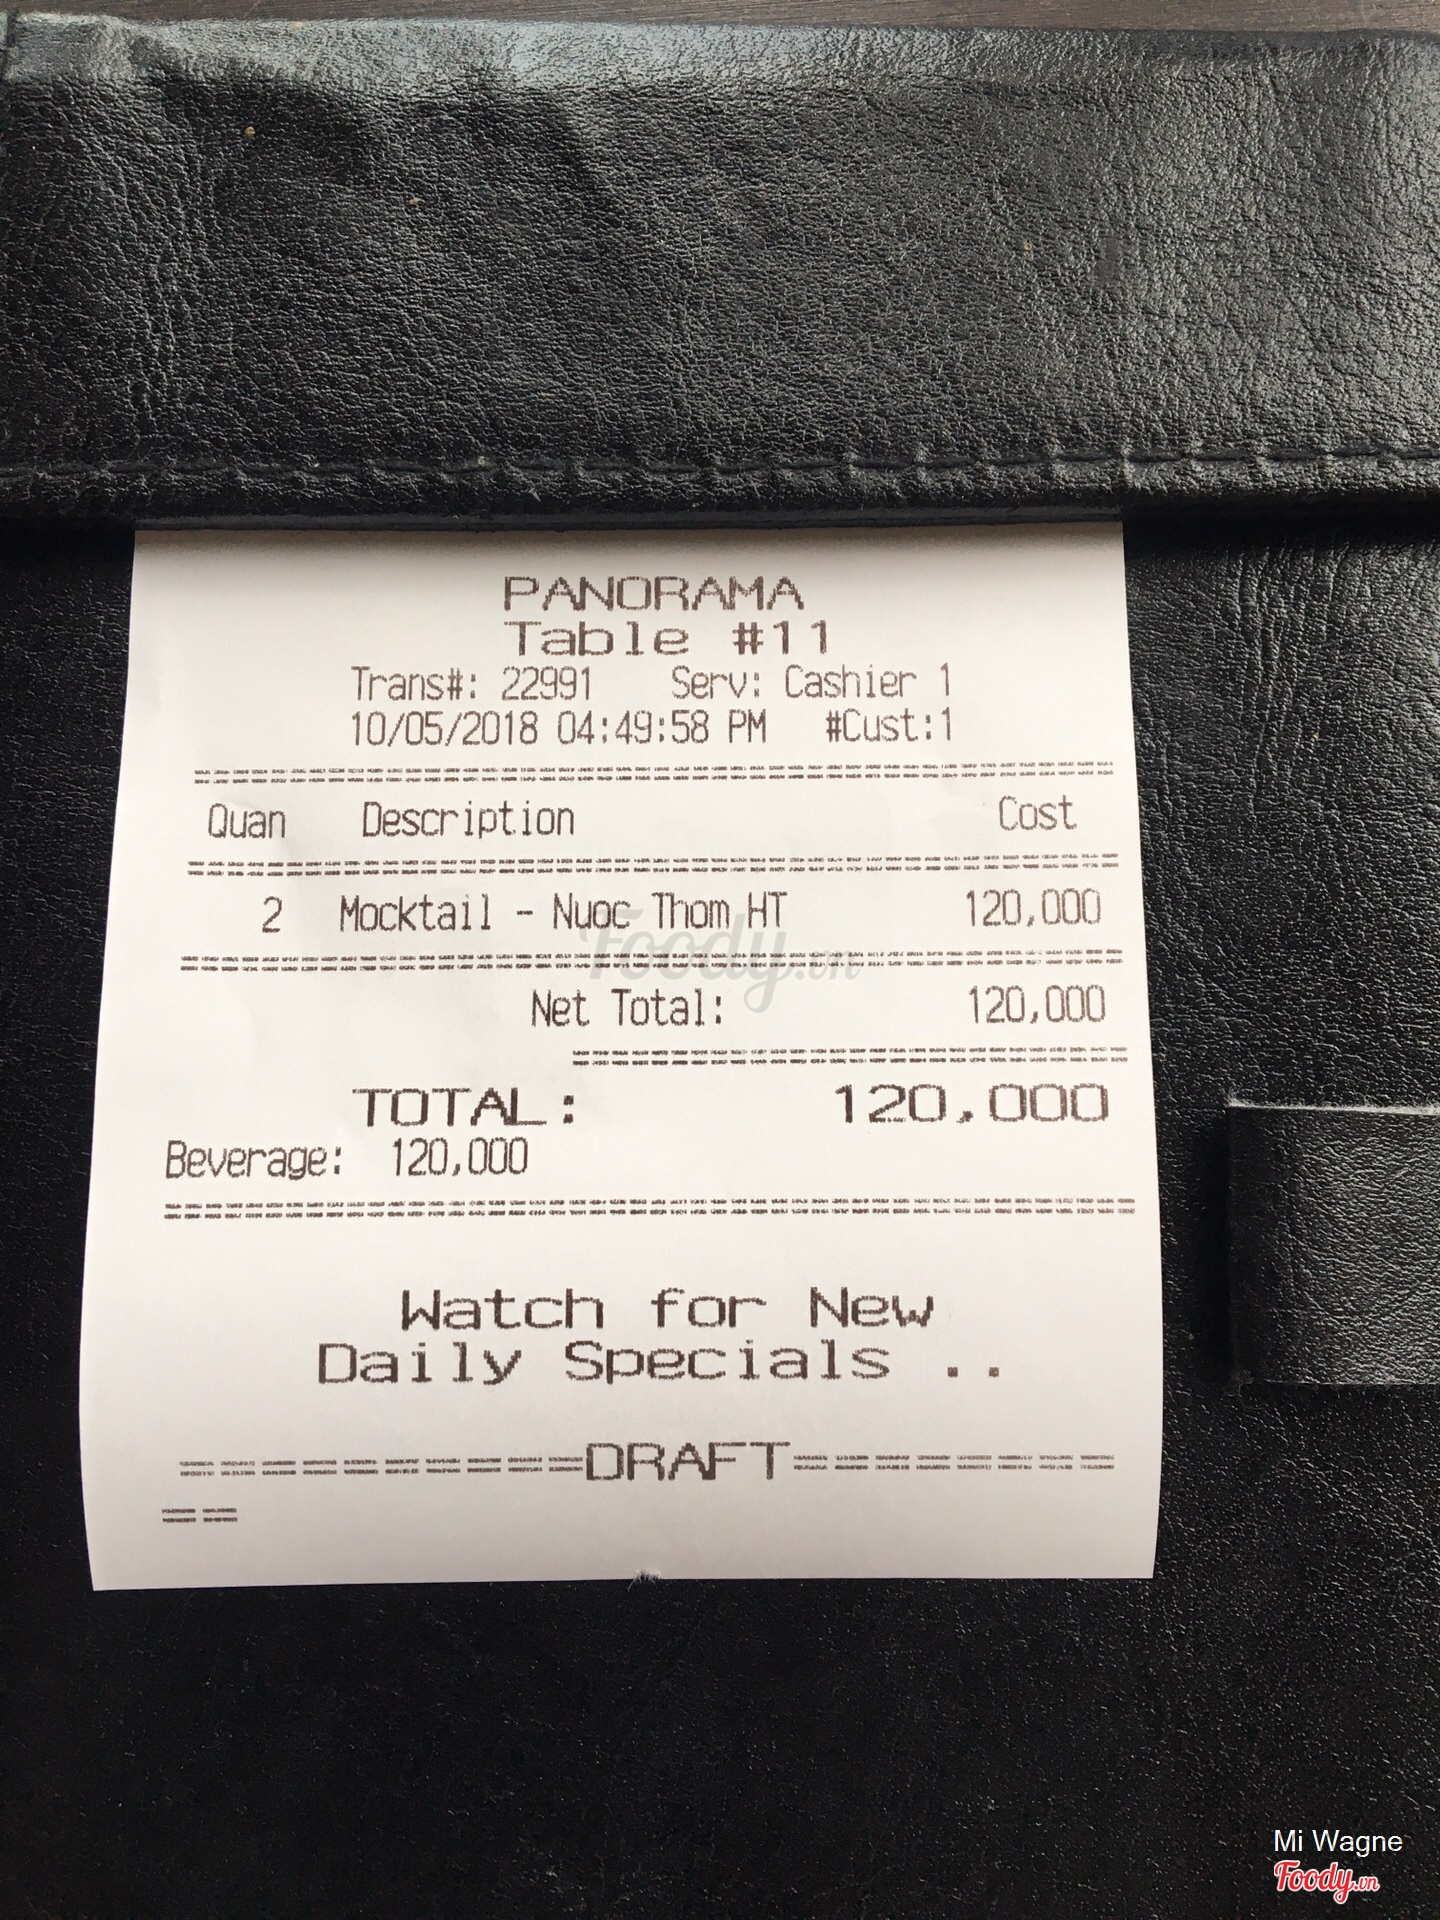 PANORAMA
Table #11
Trans#: 22991 Serv: Cashier 1
10/05/2018 04:49:58 PM #Cust:1
Quan Description Cost
2 Mocktail - Nuoc Thom HT 120,000
Foody.vn
Net Total: 120,000
TOTAL: 120,000
Beverage: 120,000
Watch for New
Daily Specials ..
DRAFT
Mi Wagne
Foody.vn